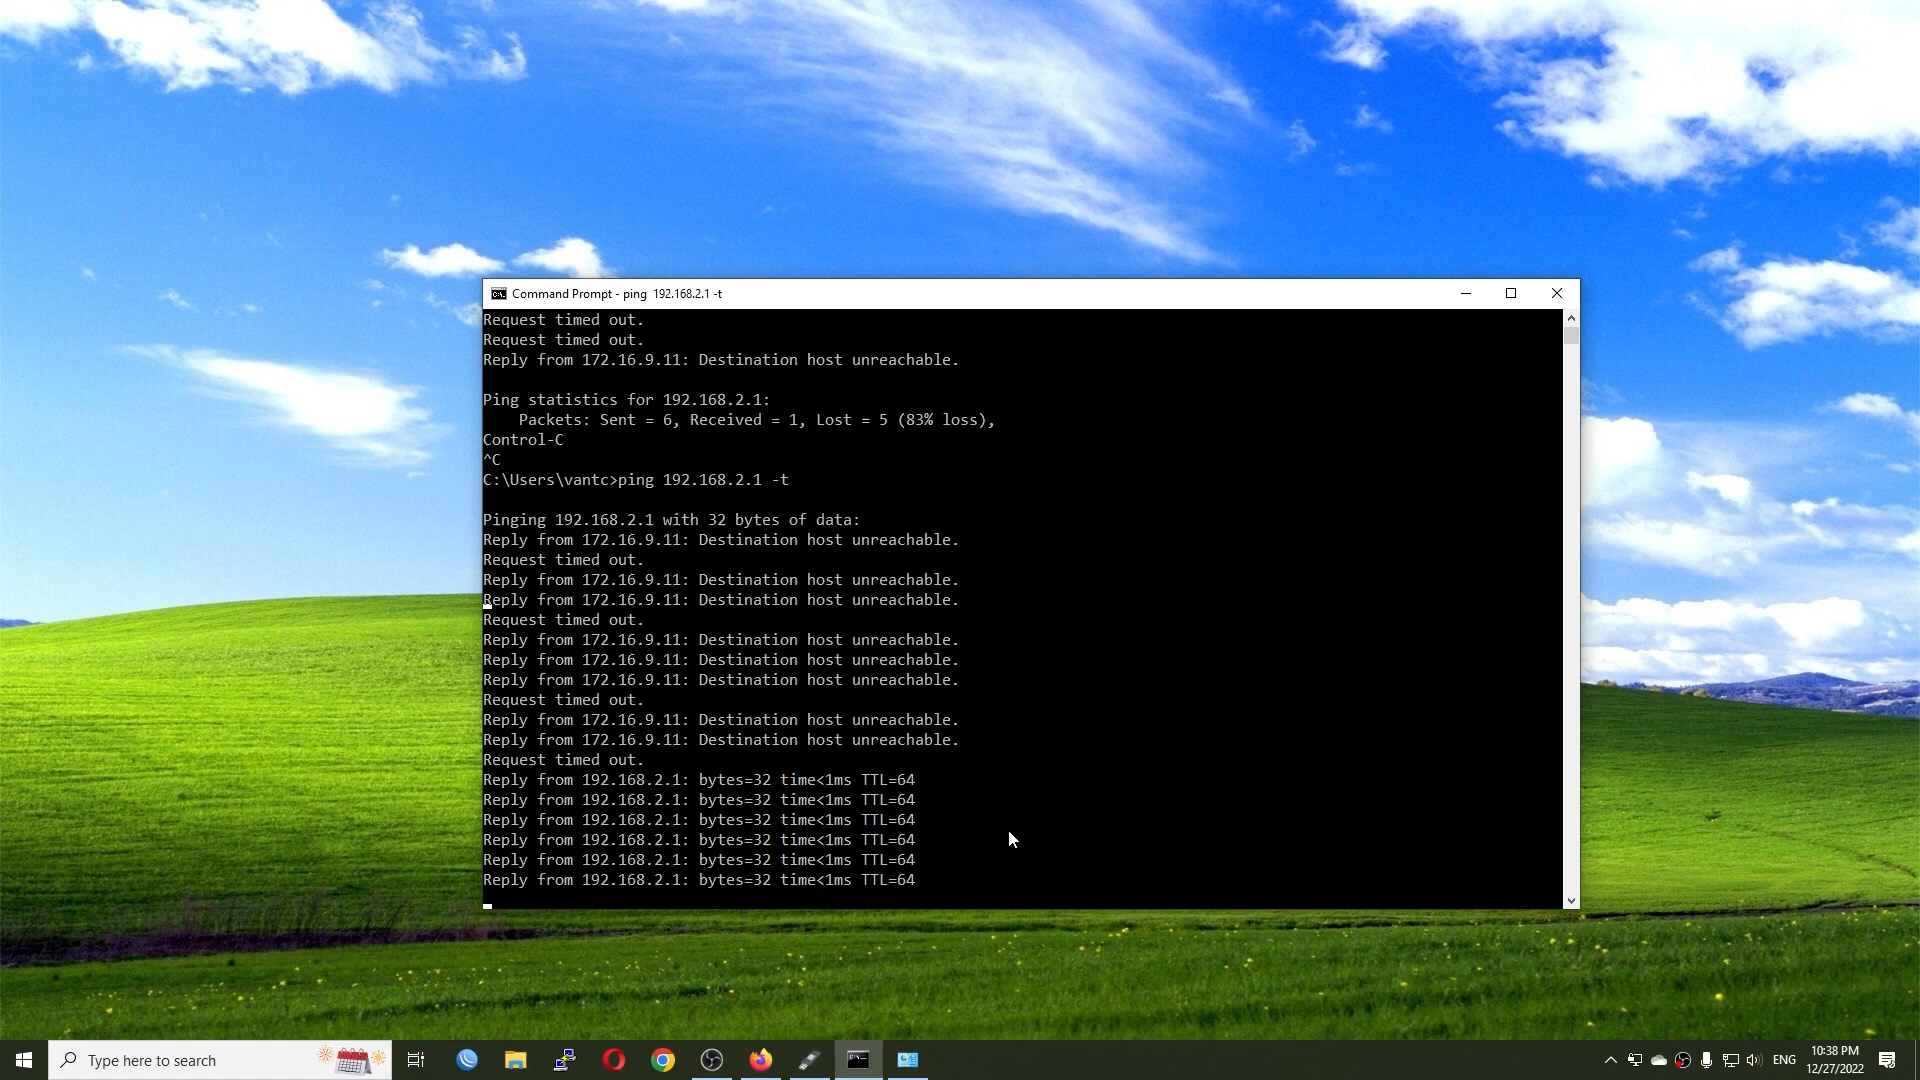 Command Prompt - ping  192.168.2.1 -t
Request timed out.
Request timed out.
Reply from 172.16.9.11: Destination host unreachable.
Ping statistics for 192.168.2.1:
    Packets: Sent = 6, Received = 1, Lost = 5 (83% loss),
Control-C
^C
C:\Users\vantc>ping 192.168.2.1 -t
Pinging 192.168.2.1 with 32 bytes of data:
Reply from 172.16.9.11: Destination host unreachable.
Request timed out.
Reply from 172.16.9.11: Destination host unreachable.
Reply from 172.16.9.11: Destination host unreachable.
Request timed out.
Reply from 172.16.9.11: Destination host unreachable.
Reply from 172.16.9.11: Destination host unreachable.
Reply from 172.16.9.11: Destination host unreachable.
Request timed out.
Reply from 172.16.9.11: Destination host unreachable.
Reply from 172.16.9.11: Destination host unreachable.
Request timed out.
Reply from 192.168.2.1: bytes=32 time<1ms TTL=64
Reply from 192.168.2.1: bytes=32 time<1ms TTL=64
Reply from 192.168.2.1: bytes=32 time<1ms TTL=64
Reply from 192.168.2.1: bytes=32 time<1ms TTL=64
Reply from 192.168.2.1: bytes=32 time<1ms TTL=64
Reply from 192.168.2.1: bytes=32 time<1ms TTL=64
Type here to search
ENG
10:38 PM
12/27/2022